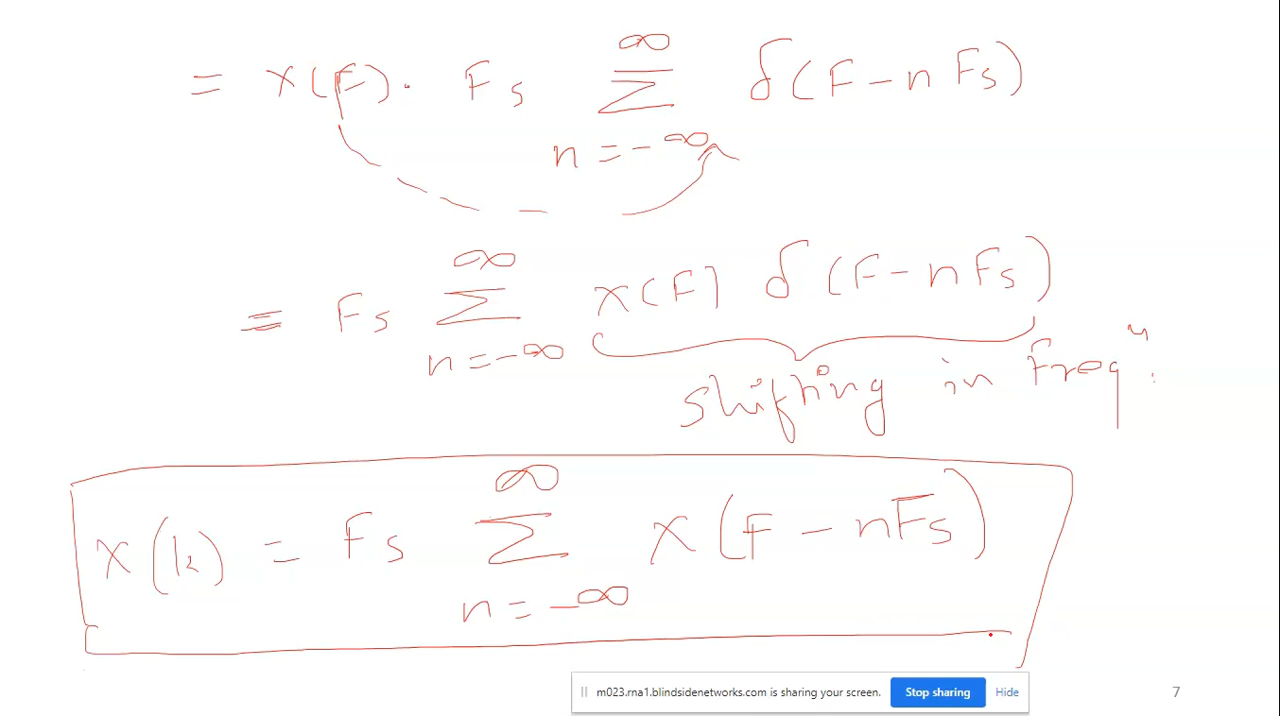 = X(F). Fs ∞ Σ n=-∞ δ(F-nFs)
= Fs ∞ Σ n=-∞ X(F) δ(F-nFs)
shifting in freqⁿ.
X(k) = Fs ∞ Σ n=-∞ X(F-nFs)
m023.rna1.blindsidenetworks.com is sharing your screen. Stop sharing Hide
7